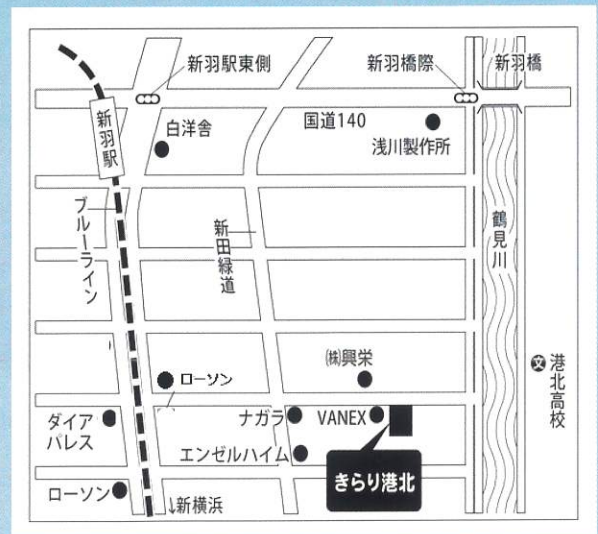 新羽駅東側
新羽橋際
新羽橋
新羽駅
白洋舎
国道140
浅川製作所
ブルーライン
新田緑道
鶴見川
㈱興栄
文
港北高校
ローソン
ダイア
パレス
ナガラ
VANEX
エンゼルハイム
きらり港北
ローソン
↓新横浜